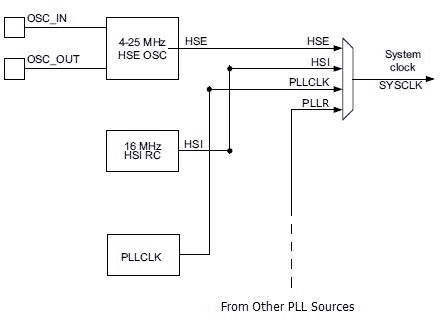 OSC_IN
OSC_OUT
4-25 MHz
HSE OSC
HSE
HSE
HSI
PLLCLK
PLLR
System
clock
SYSCLK
16 MHz
HSI RC
HSI
PLLCLK
From Other PLL Sources